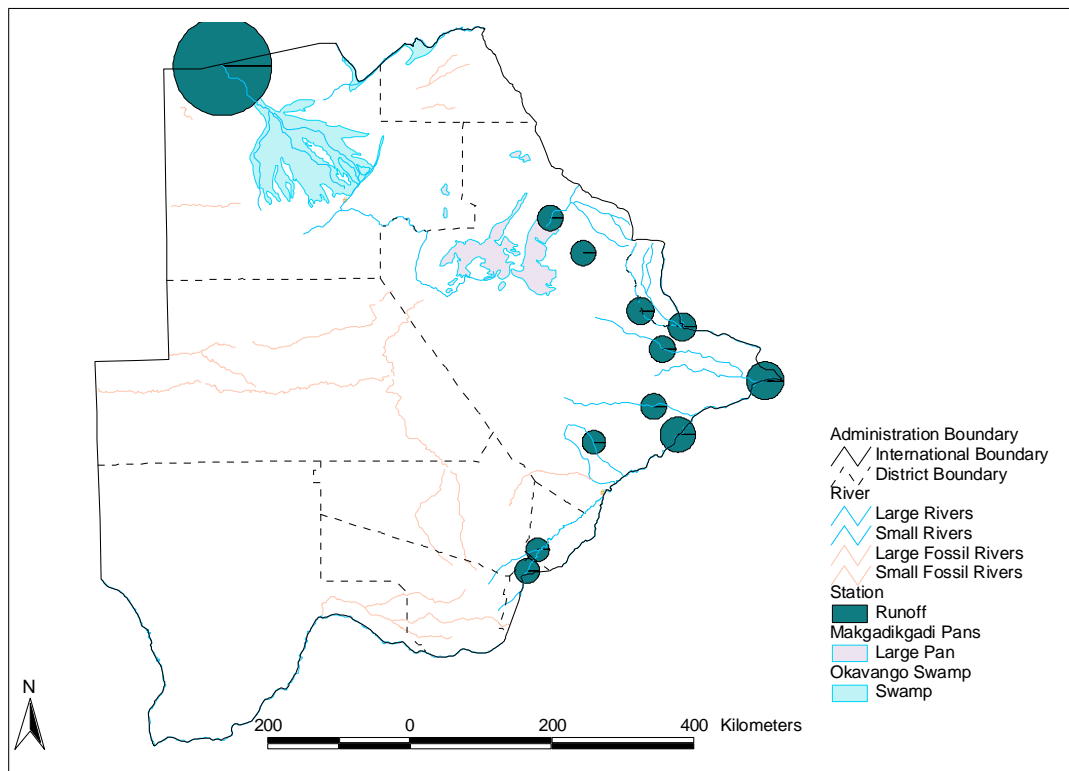 Administration Boundary
International Boundary
District Boundary
River
Large Rivers
Small Rivers
Large Fossil Rivers
Small Fossil Rivers
Station
Runoff
Makgadikgadi Pans
Large Pan
Okavango Swamp
Swamp
N
200 0 200 400 Kilometers